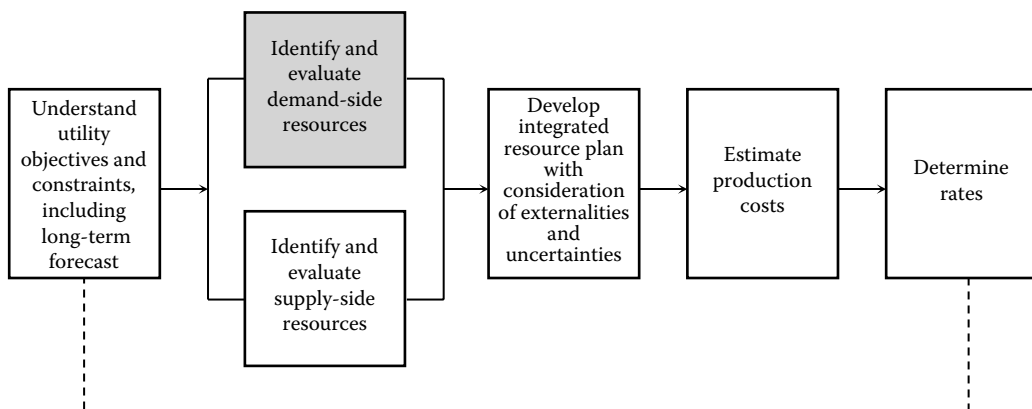 Understand
utility
objectives and
constraints,
including
long-term
forecast
Identify and
evaluate
demand-side
resources
Identify and
evaluate
supply-side
resources
Develop
integrated
resource plan
with
consideration
of externalities
and
uncertainties
Estimate
production
costs
Determine
rates